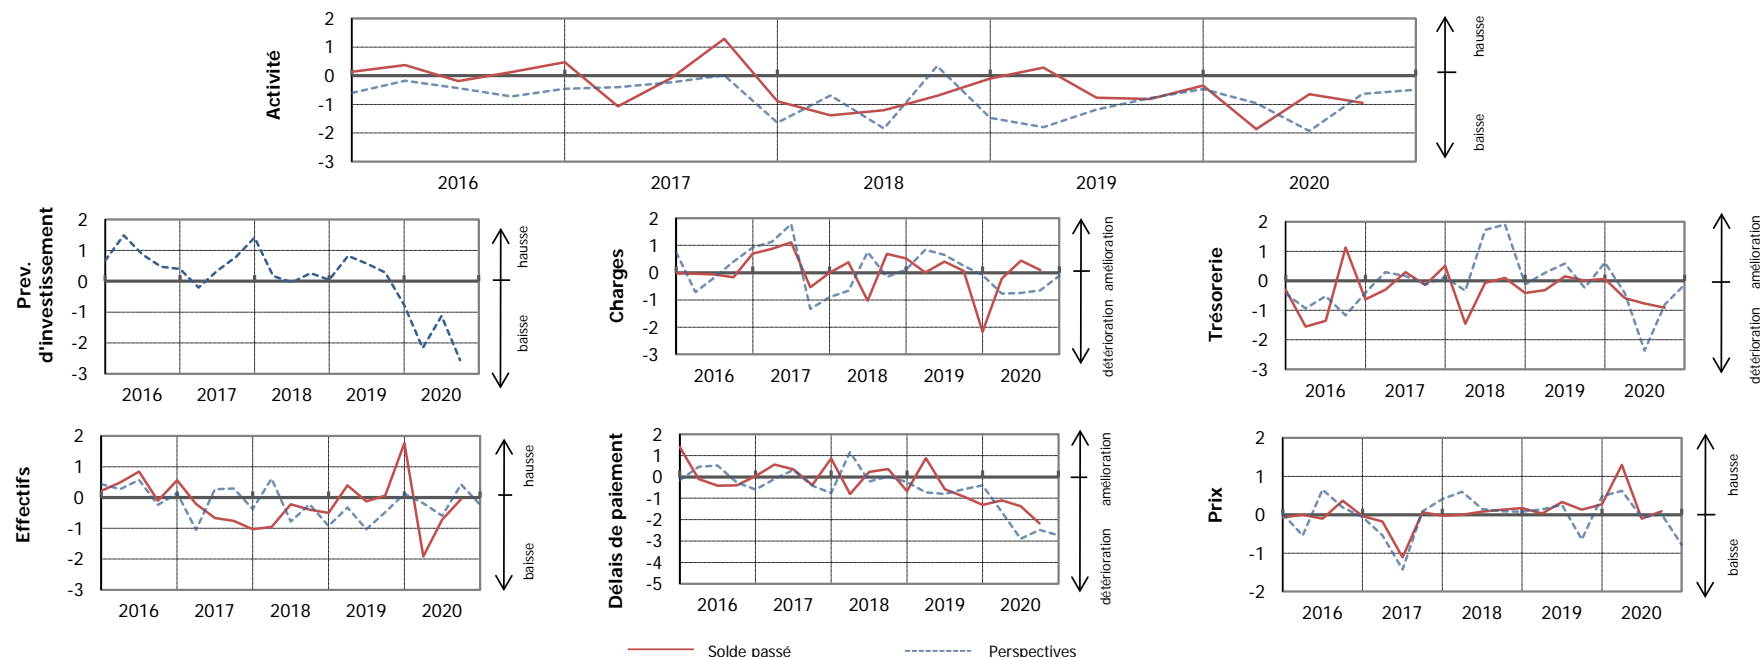 Activité
2
1
0
-1
-2
-3
2016 2017 2018 2019 2020
hausse
baisse
Prev.
d'investissement
2
1
0
-1
-2
-3
2016 2017 2018 2019 2020
hausse
baisse
Charges
2
1
0
-1
-2
-3
2016 2017 2018 2019 2020
amélioration
détérioration
Trésorerie
2
1
0
-1
-2
-3
2016 2017 2018 2019 2020
amélioration
détérioration
Effectifs
2
1
0
-1
-2
-3
2016 2017 2018 2019 2020
hausse
baisse
Délais de paiement
2
1
0
-1
-2
-3
-4
-5
2016 2017 2018 2019 2020
amélioration
détérioration
Prix
2
1
0
-1
-2
2016 2017 2018 2019 2020
hausse
baisse
Solde passé Perspectives